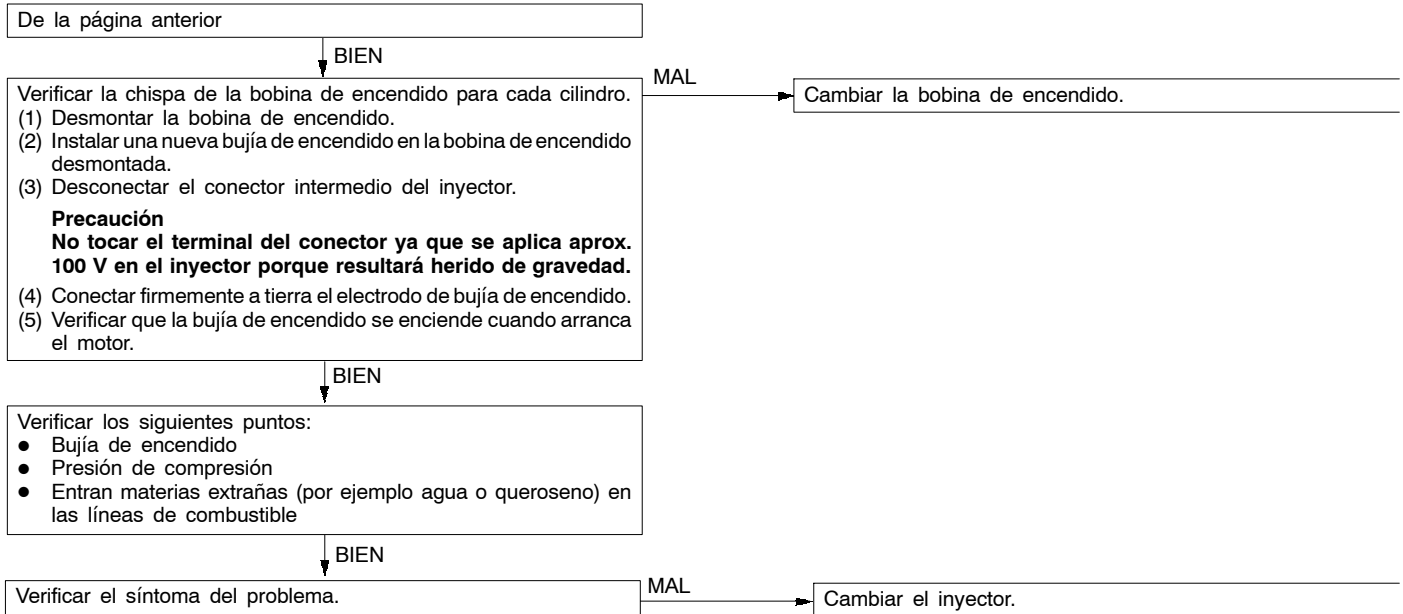 De la página anterior
BIEN
MAL
Verificar la chispa de la bobina de encendido para cada cilindro.
(1) Desmontar la bobina de encendido.
(2) Instalar una nueva bujía de encendido en la bobina de encendido
desmontada.
(3) Desconectar el conector intermedio del inyector.
Precaución
No tocar el terminal del conector ya que se aplica aprox.
100 V en el inyector porque resultará herido de gravedad.
(4) Conectar firmemente a tierra el electrodo de bujía de encendido.
(5) Verificar que la bujía de encendido se enciende cuando arranca
el motor.
Cambiar la bobina de encendido.
BIEN
Verificar los siguientes puntos:
● Bujía de encendido
● Presión de compresión
● Entran materias extrañas (por ejemplo agua o queroseno) en
las líneas de combustible
BIEN
Verificar el síntoma del problema.
MAL
Cambiar el inyector.